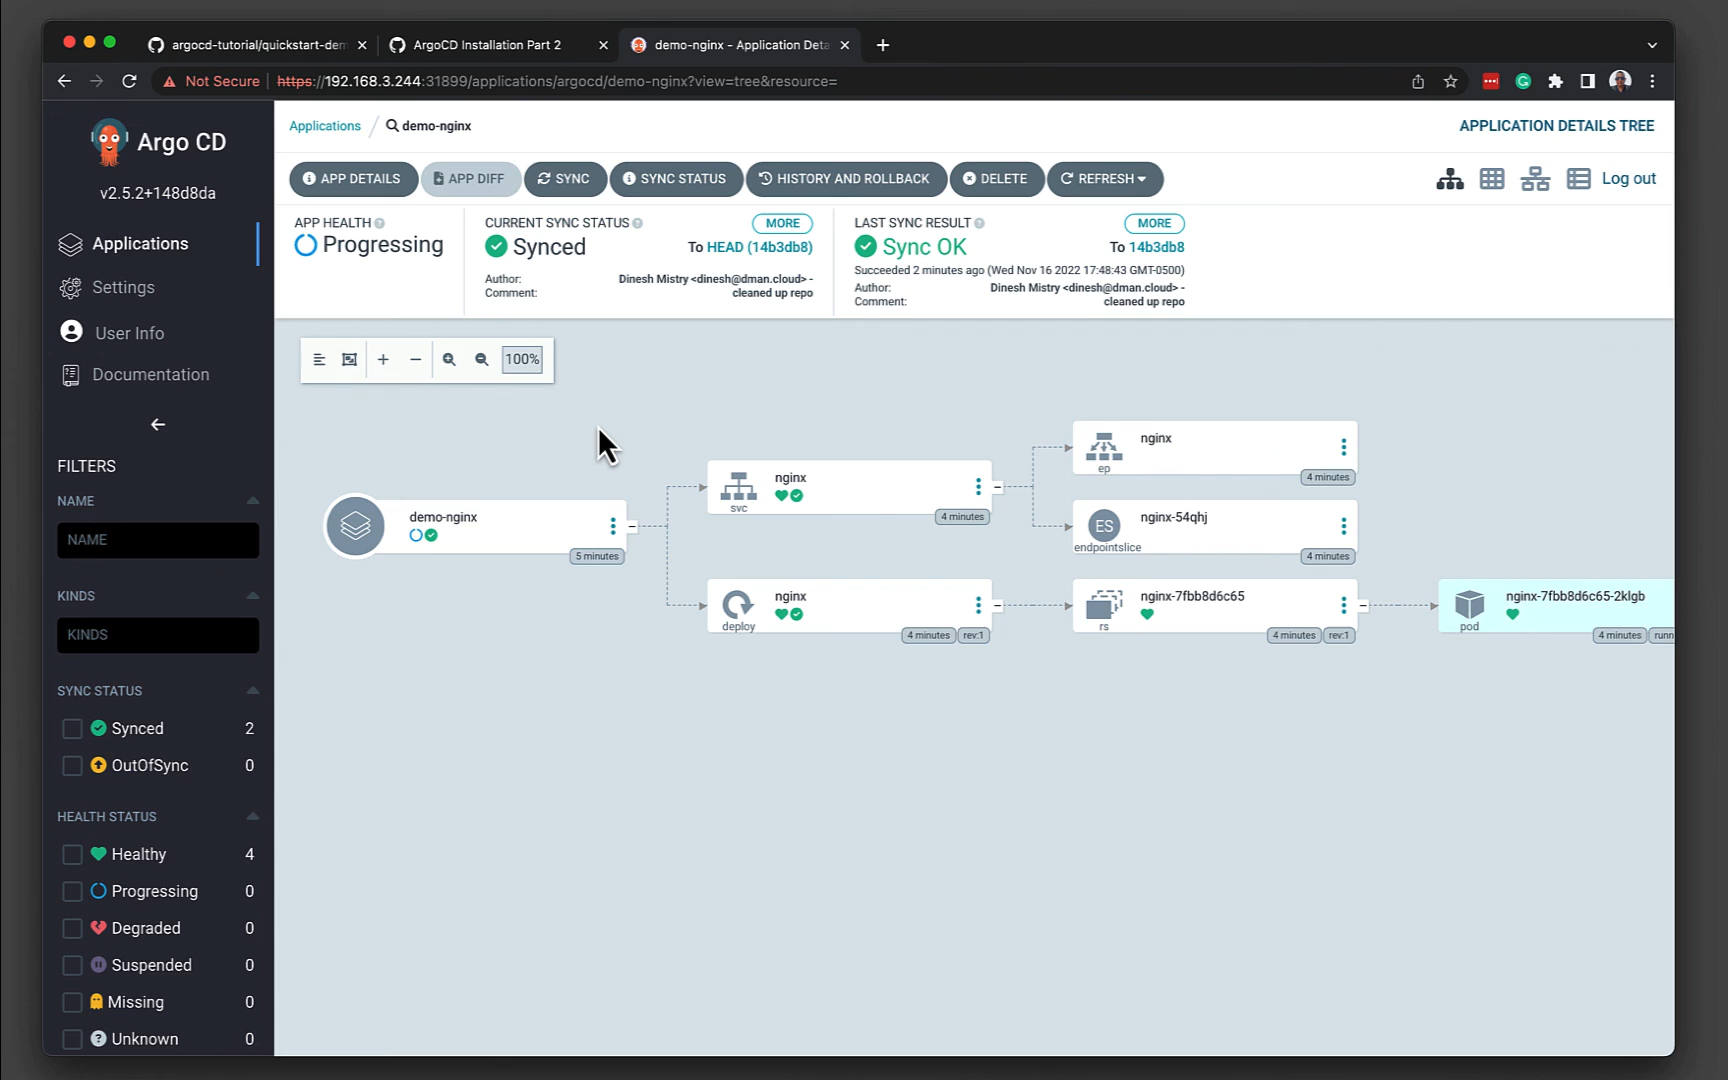 argocd-tutorial/quickstart-dem
ArgoCD Installation Part 2
demo-nginx - Application Deta
Not Secure
https://192.168.3.244:31899/applications/argocd/demo-nginx?view=tree&resource=
Argo CD
v2.5.2+148d8da
Applications
Settings
User Info
Documentation
FILTERS
NAME
NAME
KINDS
KINDS
SYNC STATUS
Synced 2
OutOfSync 0
HEALTH STATUS
Healthy 4
Progressing 0
Degraded 0
Suspended 0
Missing 0
Unknown 0
Applications / demo-nginx
APPLICATION DETAILS TREE
APP DETAILS
APP DIFF
SYNC
SYNC STATUS
HISTORY AND ROLLBACK
DELETE
REFRESH
Log out
APP HEALTH
Progressing
CURRENT SYNC STATUS
MORE
Synced
To HEAD (14b3db8)
Author: Dinesh Mistry <dinesh@dman.cloud> -
Comment: cleaned up repo
LAST SYNC RESULT
MORE
Sync OK
To 14b3db8
Succeeded 2 minutes ago (Wed Nov 16 2022 17:48:43 GMT-0500)
Author: Dinesh Mistry <dinesh@dman.cloud> -
Comment: cleaned up repo
100%
demo-nginx
5 minutes
nginx
svc
4 minutes
nginx
ep
4 minutes
ES
nginx-54qhj
endpointslice
4 minutes
nginx
deploy
4 minutes
rev:1
nginx-7fbb8d6c65
rs
4 minutes
rev:1
nginx-7fbb8d6c65-2klgb
pod
4 minutes
runn